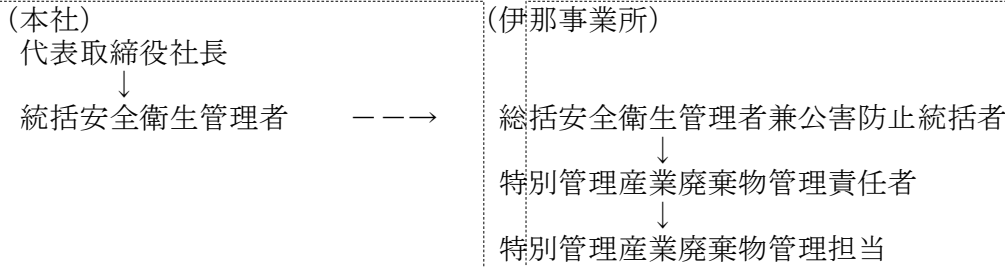 （本社）
（伊那事業所）
代表取締役社長
↓
統括安全衛生管理者 －－→ 総括安全衛生管理者兼公害防止統括者
↓
特別管理産業廃棄物管理責任者
↓
特別管理産業廃棄物管理担当